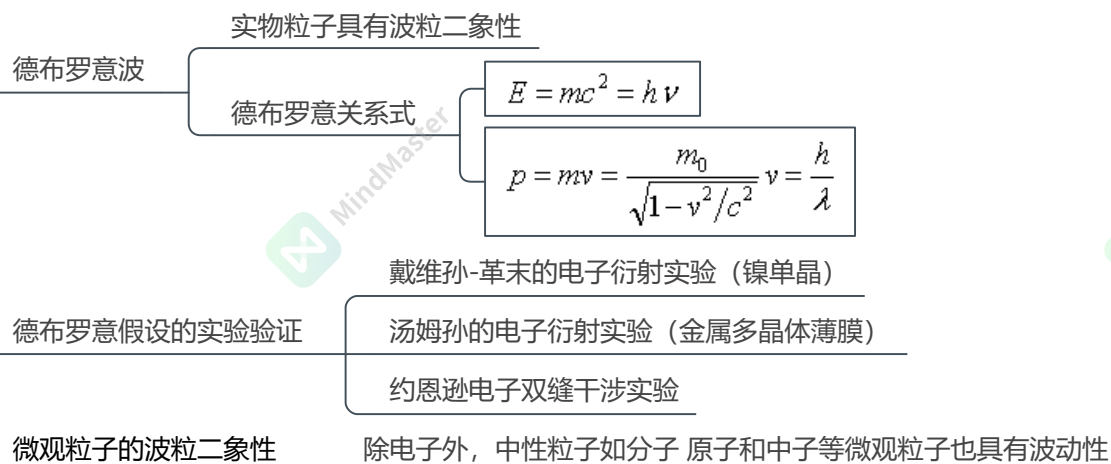 实物粒子具有波粒二象性
德布罗意波
德布罗意关系式
E = mc² = hν
p = mv = m₀/√(1 − v²/c²) v = h/λ
MindMaster
戴维孙-革末的电子衍射实验（镍单晶）
德布罗意假设的实验验证
汤姆孙的电子衍射实验（金属多晶体薄膜）
约恩逊电子双缝干涉实验
微观粒子的波粒二象性
除电子外，中性粒子如分子 原子和中子等微观粒子也具有波动性